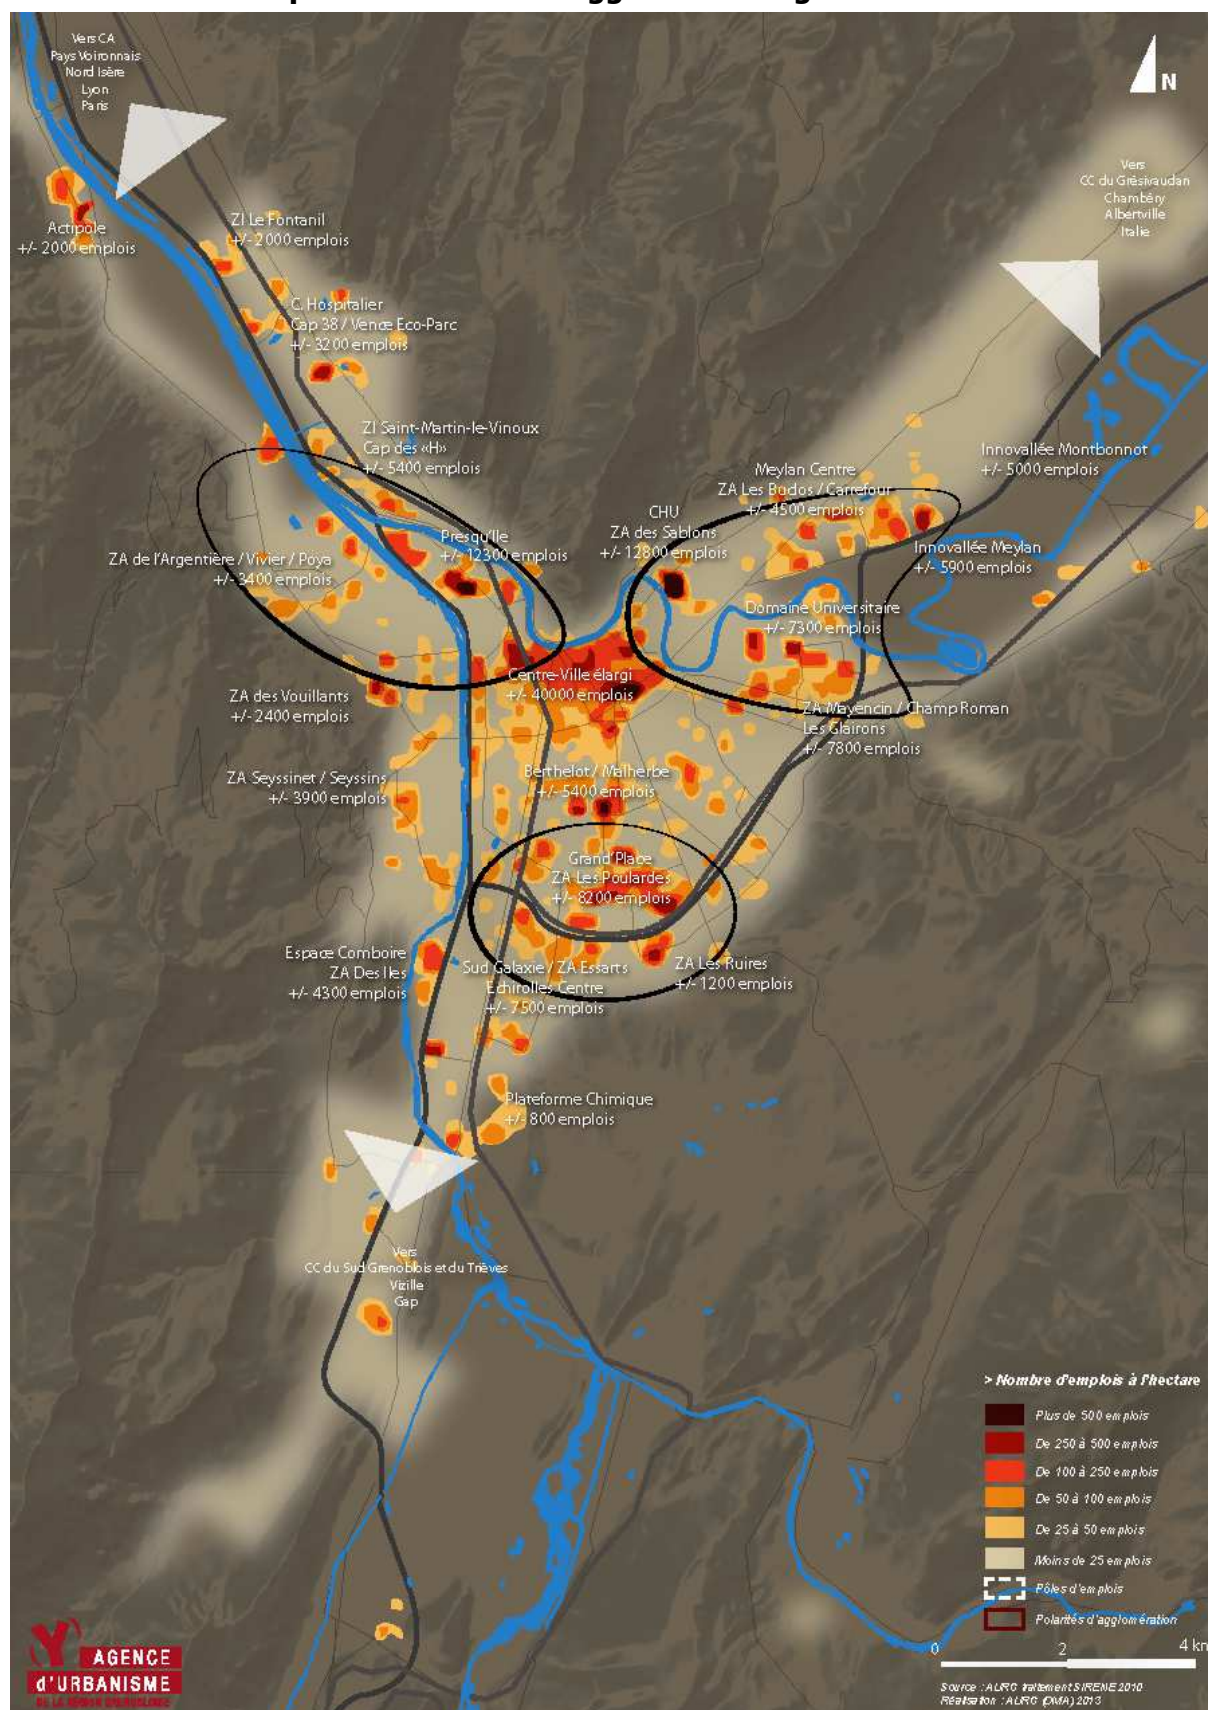 Vers CA
Pays Voironnais
Nord Isère
Lyon
Paris
N
Vers
CC du Grésivaudan
Chambéry
Albertville
Italie
Actipole
+/- 2000 emplois
ZI Le Fontanil
+/- 2000 emplois
C. Hospitalier
Cap 38 / Vence Eco-Parc
+/- 3200 emplois
ZI Saint-Martin-le-Vinoux
Cap des «H»
+/- 5400 emplois
Innovallée Montbonnot
+/- 5000 emplois
Meylan Centre
ZA Les Buclos / Carrefour
+/- 4500 emplois
CHU
ZA des Sablons
+/- 12800 emplois
Presqu'Ile
+/- 12300 emplois
ZA de l'Argentière / Vivier / Poya
+/- 3400 emplois
Innovallée Meylan
+/- 5900 emplois
Domaine Universitaire
+/- 7300 emplois
Centre-Ville élargi
+/- 40000 emplois
ZA des Vouillants
+/- 2400 emplois
ZA Mayencin / Champ Roman
Les Glairons
+/- 7800 emplois
ZA Seyssinet / Seyssins
+/- 3900 emplois
Berthelot / Malherbe
+/- 5400 emplois
Grand'Place
ZA Les Poulardes
+/- 8200 emplois
Espace Comboire
ZA Des Iles
+/- 4300 emplois
Sud Galaxie / ZA Essarts
Echirolles Centre
+/- 7500 emplois
ZA Les Ruires
+/- 1200 emplois
Plateforme Chimique
+/- 800 emplois
Vers
CC du Sud Grenoblois et du Trièves
Vizille
Gap
> Nombre d'emplois à l'hectare
Plus de 500 emplois
De 250 à 500 emplois
De 100 à 250 emplois
De 50 à 100 emplois
De 25 à 50 emplois
Moins de 25 emplois
Pôles d'emplois
Polarités d'agglomération
0 2 4 km
Source : AURG traitement SIRENE 2010
Réalisation : AURG (DMA) 2013
AGENCE
d'URBANISME
DE LA RÉGION GRENOBLOISE